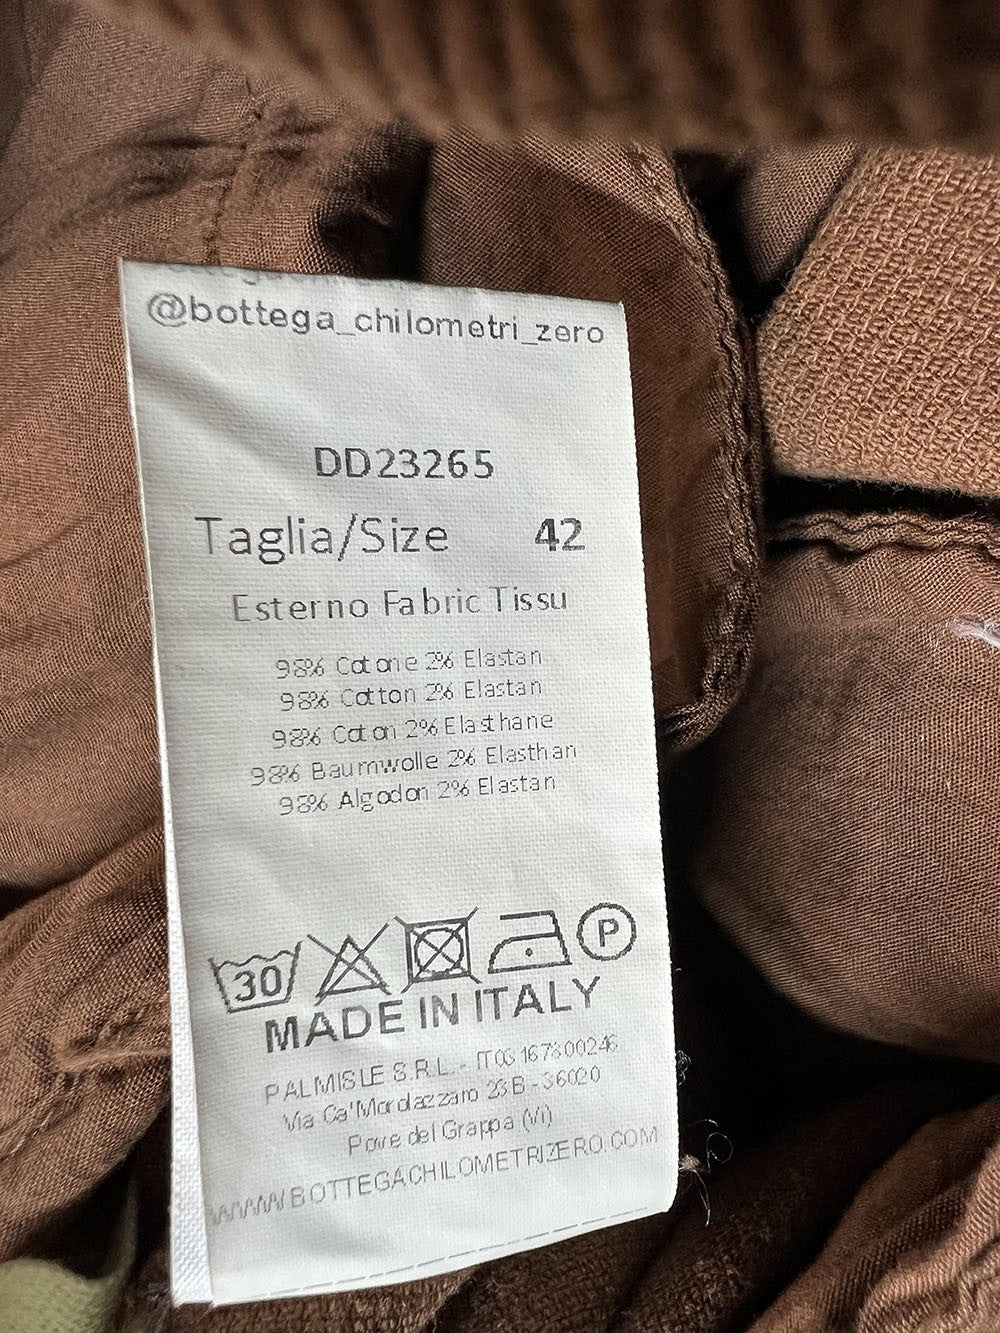 @bottega_chilometri_zero
DD23265
Taglia/Size 42
Esterno Fabric Tissu
98% Cotone 2% Elastan
98% Cotton 2% Elastan
98% Coton 2% Elasthane
98% Baumwolle 2% Elasthan
98% Algodon 2% Elastan
30 P
MADE IN ITALY
PALMISLE S.R.L. - IT03167800246
Via Ca'Mordazzaro 23B - 36020
Pove del Grappa (Vi)
WWW.BOTTEGACHILOMETRIZERO.COM